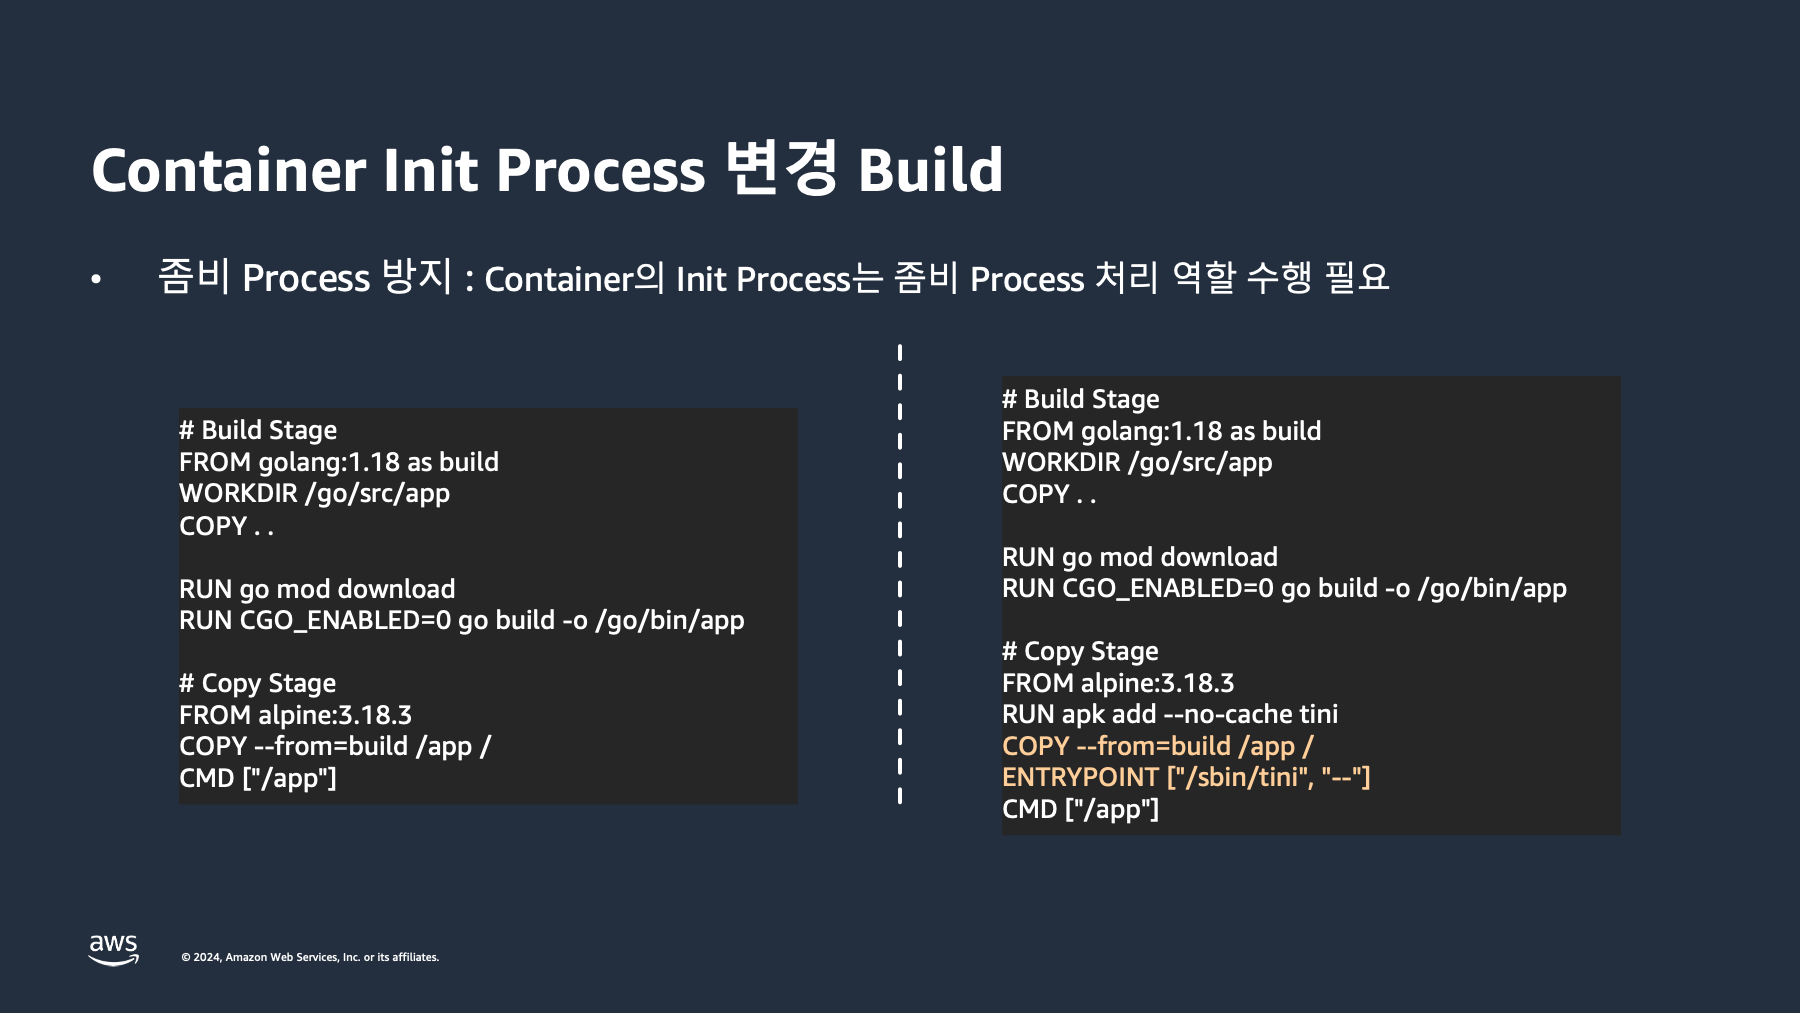 Container Init Process 변경 Build
• 좀비 Process 방지 : Container의 Init Process는 좀비 Process 처리 역할 수행 필요
# Build Stage
FROM golang:1.18 as build
WORKDIR /go/src/app
COPY . .
RUN go mod download
RUN CGO_ENABLED=0 go build -o /go/bin/app
# Copy Stage
FROM alpine:3.18.3
COPY --from=build /app /
CMD ["/app"]
# Build Stage
FROM golang:1.18 as build
WORKDIR /go/src/app
COPY . .
RUN go mod download
RUN CGO_ENABLED=0 go build -o /go/bin/app
# Copy Stage
FROM alpine:3.18.3
RUN apk add --no-cache tini
COPY --from=build /app /
ENTRYPOINT ["/sbin/tini", "--"]
CMD ["/app"]
aws
© 2024, Amazon Web Services, Inc. or its affiliates.